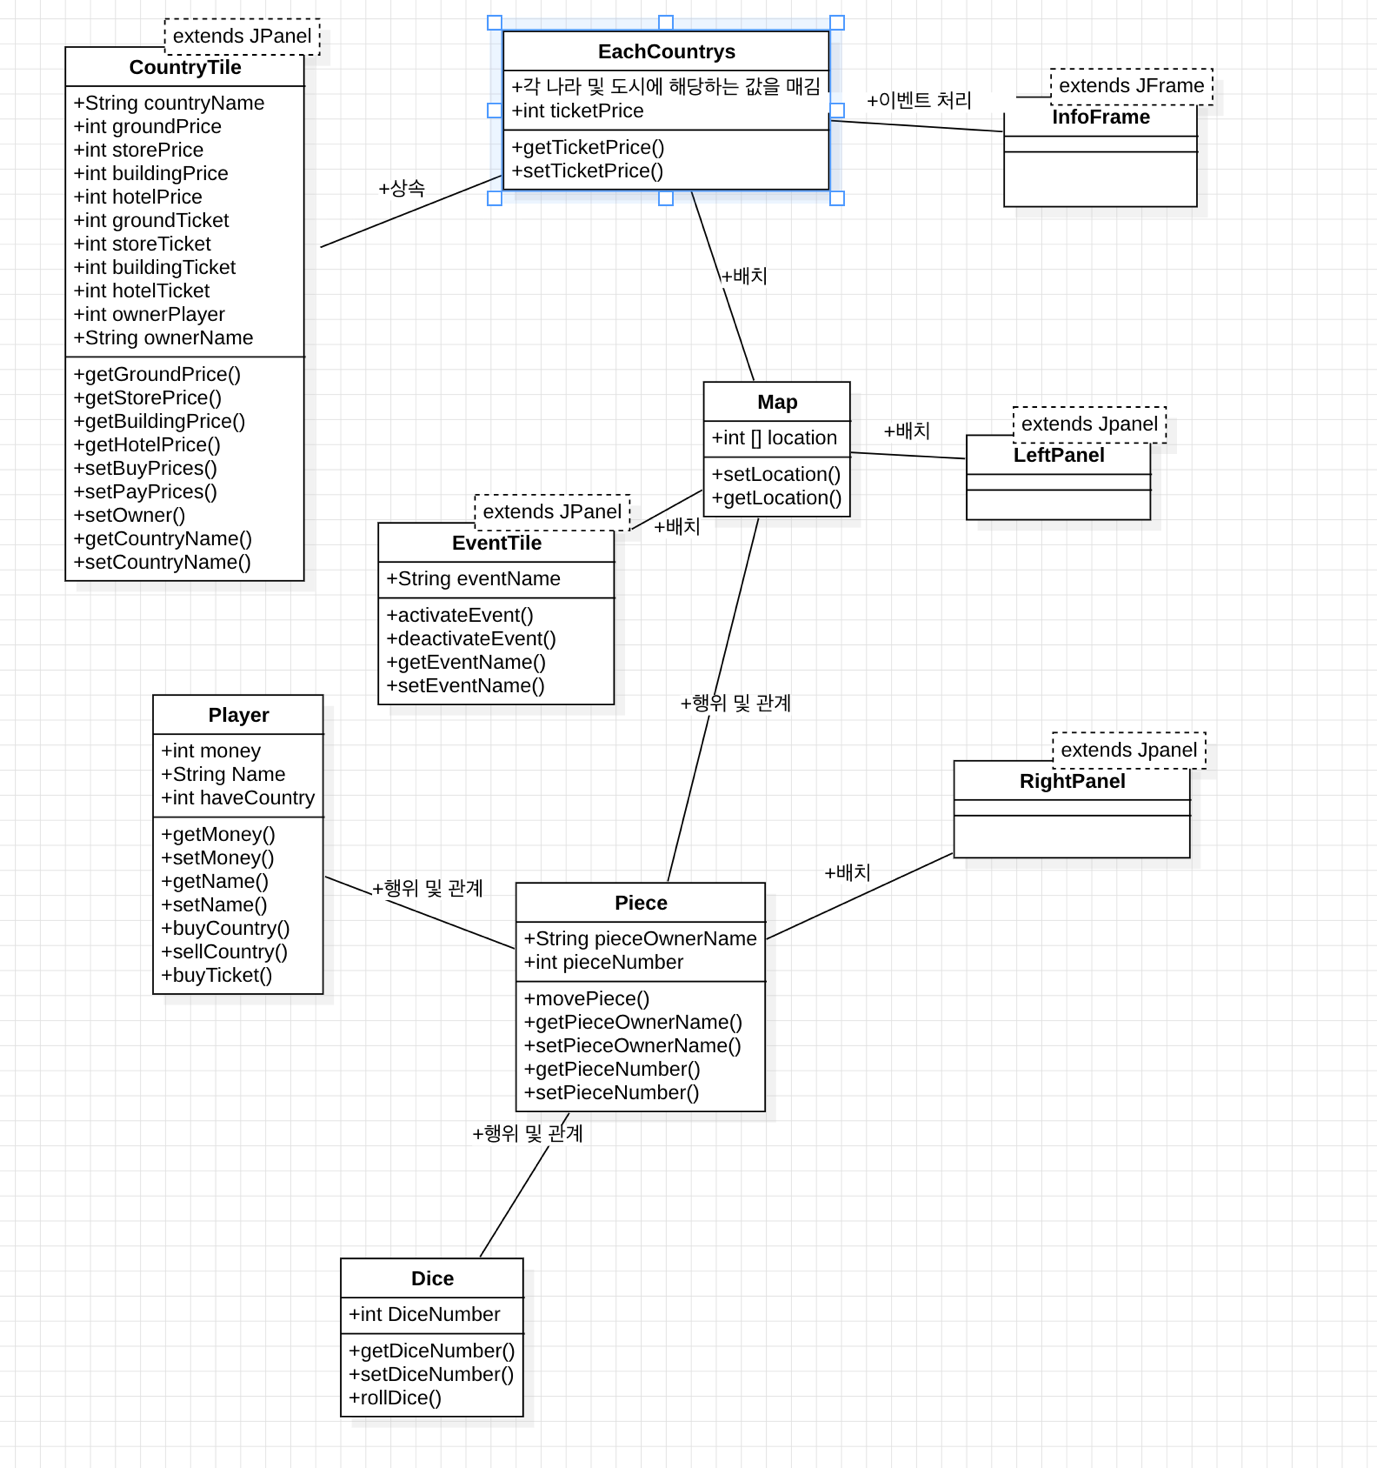 extends JPanel
CountryTile
+String countryName
+int groundPrice
+int storePrice
+int buildingPrice
+int hotelPrice
+int groundTicket
+int storeTicket
+int buildingTicket
+int hotelTicket
+int ownerPlayer
+String ownerName
+getGroundPrice()
+getStorePrice()
+getBuildingPrice()
+getHotelPrice()
+setBuyPrices()
+setPayPrices()
+setOwner()
+getCountryName()
+setCountryName()
+상속
EachCountrys
+각 나라 및 도시에 해당하는 값을 매김
+int ticketPrice
+getTicketPrice()
+setTicketPrice()
+이벤트 처리
extends JFrame
InfoFrame
+배치
Map
+int [] location
+setLocation()
+getLocation()
+배치
extends Jpanel
LeftPanel
+배치
extends JPanel
EventTile
+String eventName
+activateEvent()
+deactivateEvent()
+getEventName()
+setEventName()
+행위 및 관계
Player
+int money
+String Name
+int haveCountry
+getMoney()
+setMoney()
+getName()
+setName()
+buyCountry()
+sellCountry()
+buyTicket()
+행위 및 관계
extends Jpanel
RightPanel
+배치
Piece
+String pieceOwnerName
+int pieceNumber
+movePiece()
+getPieceOwnerName()
+setPieceOwnerName()
+getPieceNumber()
+setPieceNumber()
+행위 및 관계
Dice
+int DiceNumber
+getDiceNumber()
+setDiceNumber()
+rollDice()